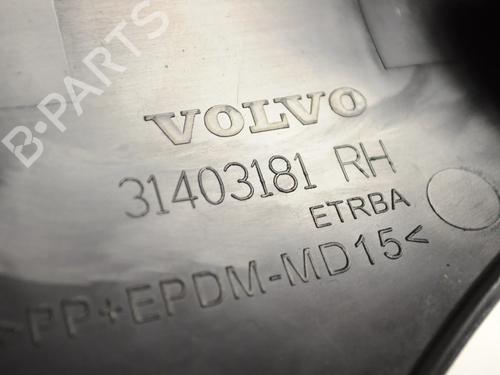 B-PARTS
VOLVO
31403181 RH
ETRBA
>PP+EPDM-MD15<